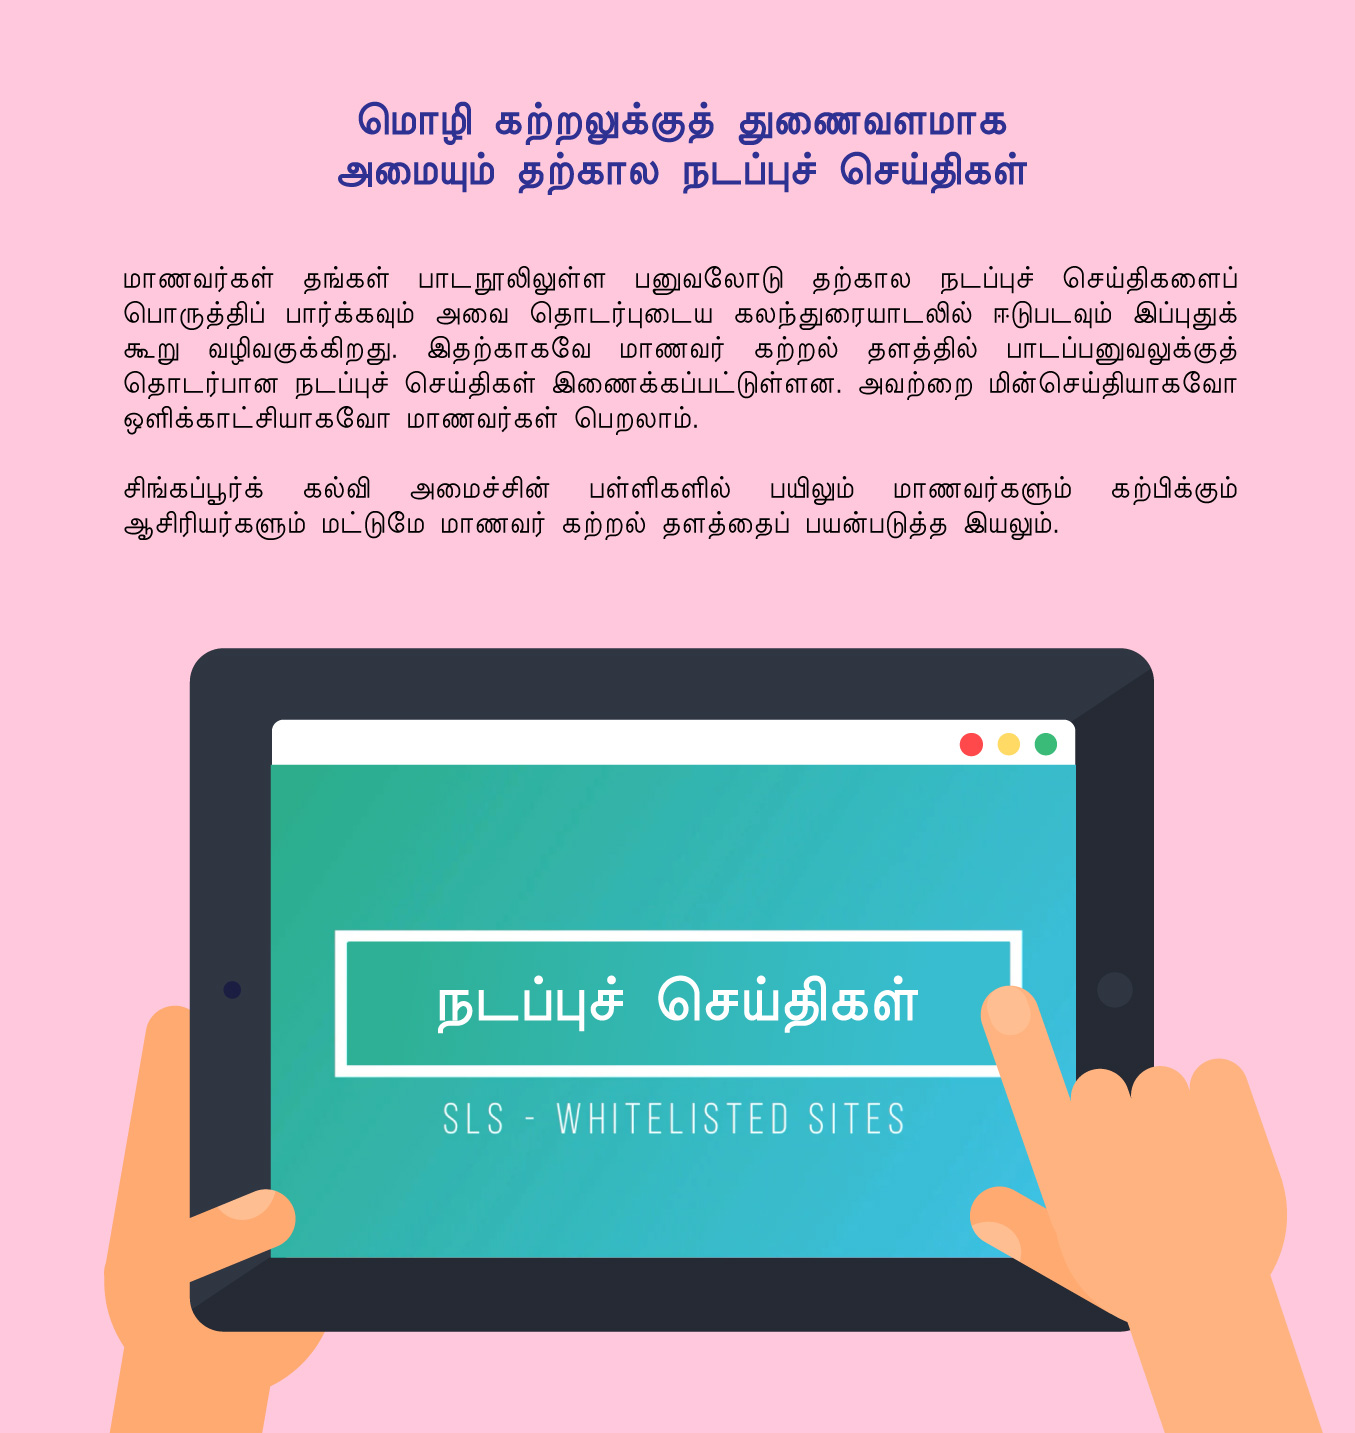 மொழி கற்றலுக்குத் துணைவளமாக
அமையும் தற்கால நடப்புச் செய்திகள்
மாணவர்கள் தங்கள் பாடநூலிலுள்ள பனுவலோடு தற்கால நடப்புச் செய்திகளைப்
பொருத்திப் பார்க்கவும் அவை தொடர்புடைய கலந்துரையாடலில் ஈடுபடவும் இப்புதுக்
கூறு வழிவகுக்கிறது. இதற்காகவே மாணவர் கற்றல் தளத்தில் பாடப்பனுவலுக்குத்
தொடர்பான நடப்புச் செய்திகள் இணைக்கப்பட்டுள்ளன. அவற்றை மின்செய்தியாகவோ
ஒளிக்காட்சியாகவோ மாணவர்கள் பெறலாம்.
சிங்கப்பூர்க் கல்வி அமைச்சின் பள்ளிகளில் பயிலும் மாணவர்களும் கற்பிக்கும்
ஆசிரியர்களும் மட்டுமே மாணவர் கற்றல் தளத்தைப் பயன்படுத்த இயலும்.
நடப்புச் செய்திகள்
SLS - WHITELISTED SITES